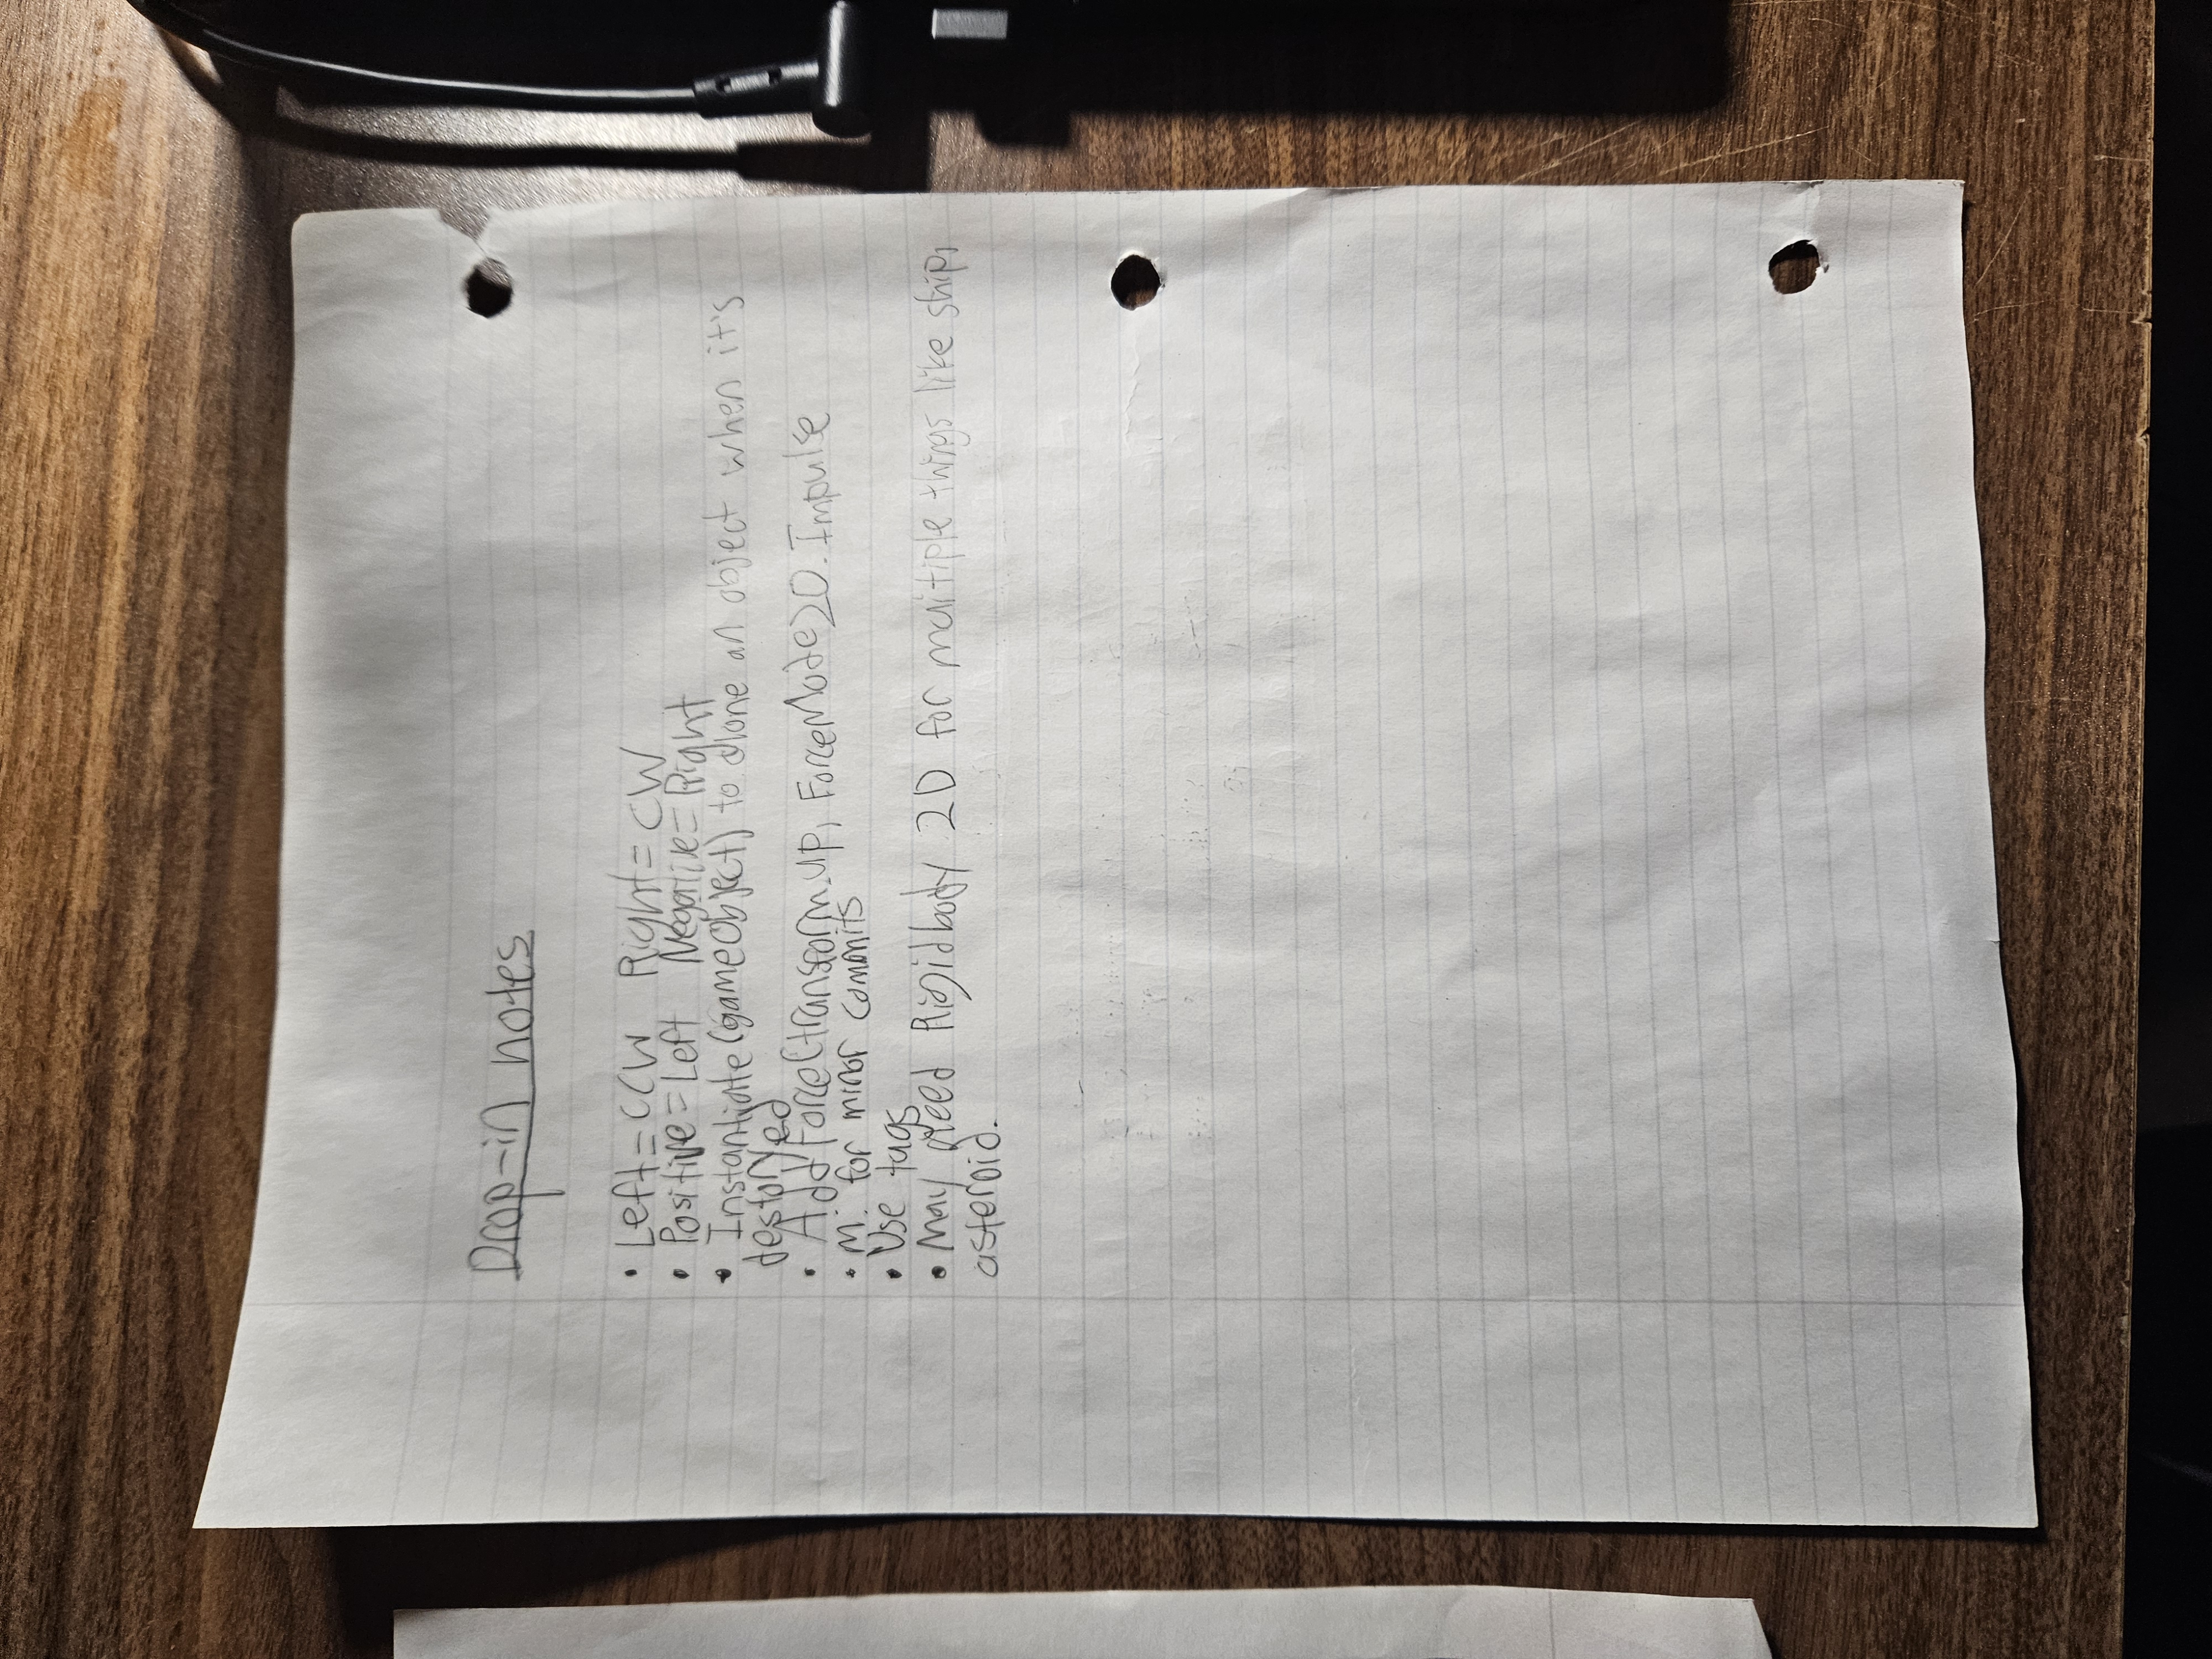 Drop-in notes
• Left=CCW Right=CW
• Positive=Left Negative=Right
• Instantiate(gameObject) to clone an object when it's
destoryed
• AddForce(transform.up, ForceMode2D.Impulse
• M: for minor commits
• Use tags
• May need Rigidbody 2D for multiple things like ship,
asteroid.